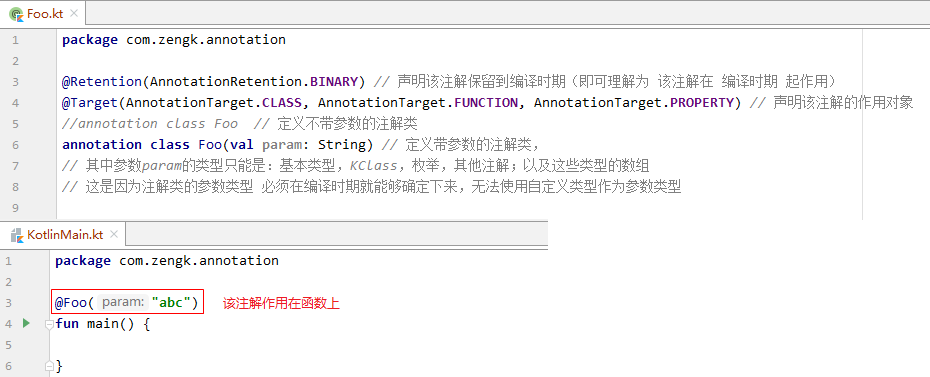 Foo.kt ×
1 package com.zengk.annotation
2
3 @Retention(AnnotationRetention.BINARY) // 声明该注解保留到编译时期（即可理解为 该注解在 编译时期 起作用）
4 @Target(AnnotationTarget.CLASS, AnnotationTarget.FUNCTION, AnnotationTarget.PROPERTY) // 声明该注解的作用对象
5 //annotation class Foo // 定义不带参数的注解类
6 annotation class Foo(val param: String) // 定义带参数的注解类，
7 // 其中参数param的类型只能是：基本类型，KClass，枚举，其他注解；以及这些类型的数组
8 // 这是因为注解类的参数类型 必须在编译时期就能够确定下来，无法使用自定义类型作为参数类型
9
KotlinMain.kt ×
1 package com.zengk.annotation
2
3 @Foo( param: "abc") 该注解作用在函数上
4 fun main() {
5
6 }